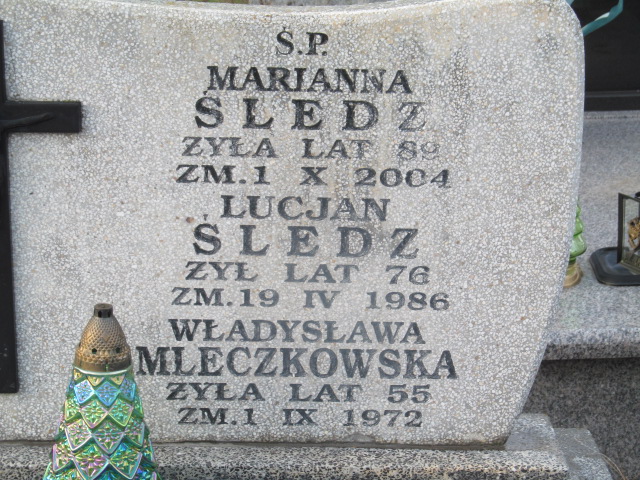 Ś.P.
MARIANNA
ŚLEDŹ
ŻYŁA LAT 89
ZM.1 X 2004
LUCJAN
ŚLEDŹ
ŻYŁ LAT 76
ZM.19 IV 1986
WŁADYSŁAWA
MLECZKOWSKA
ŻYŁA LAT 55
ZM.1 IX 1972